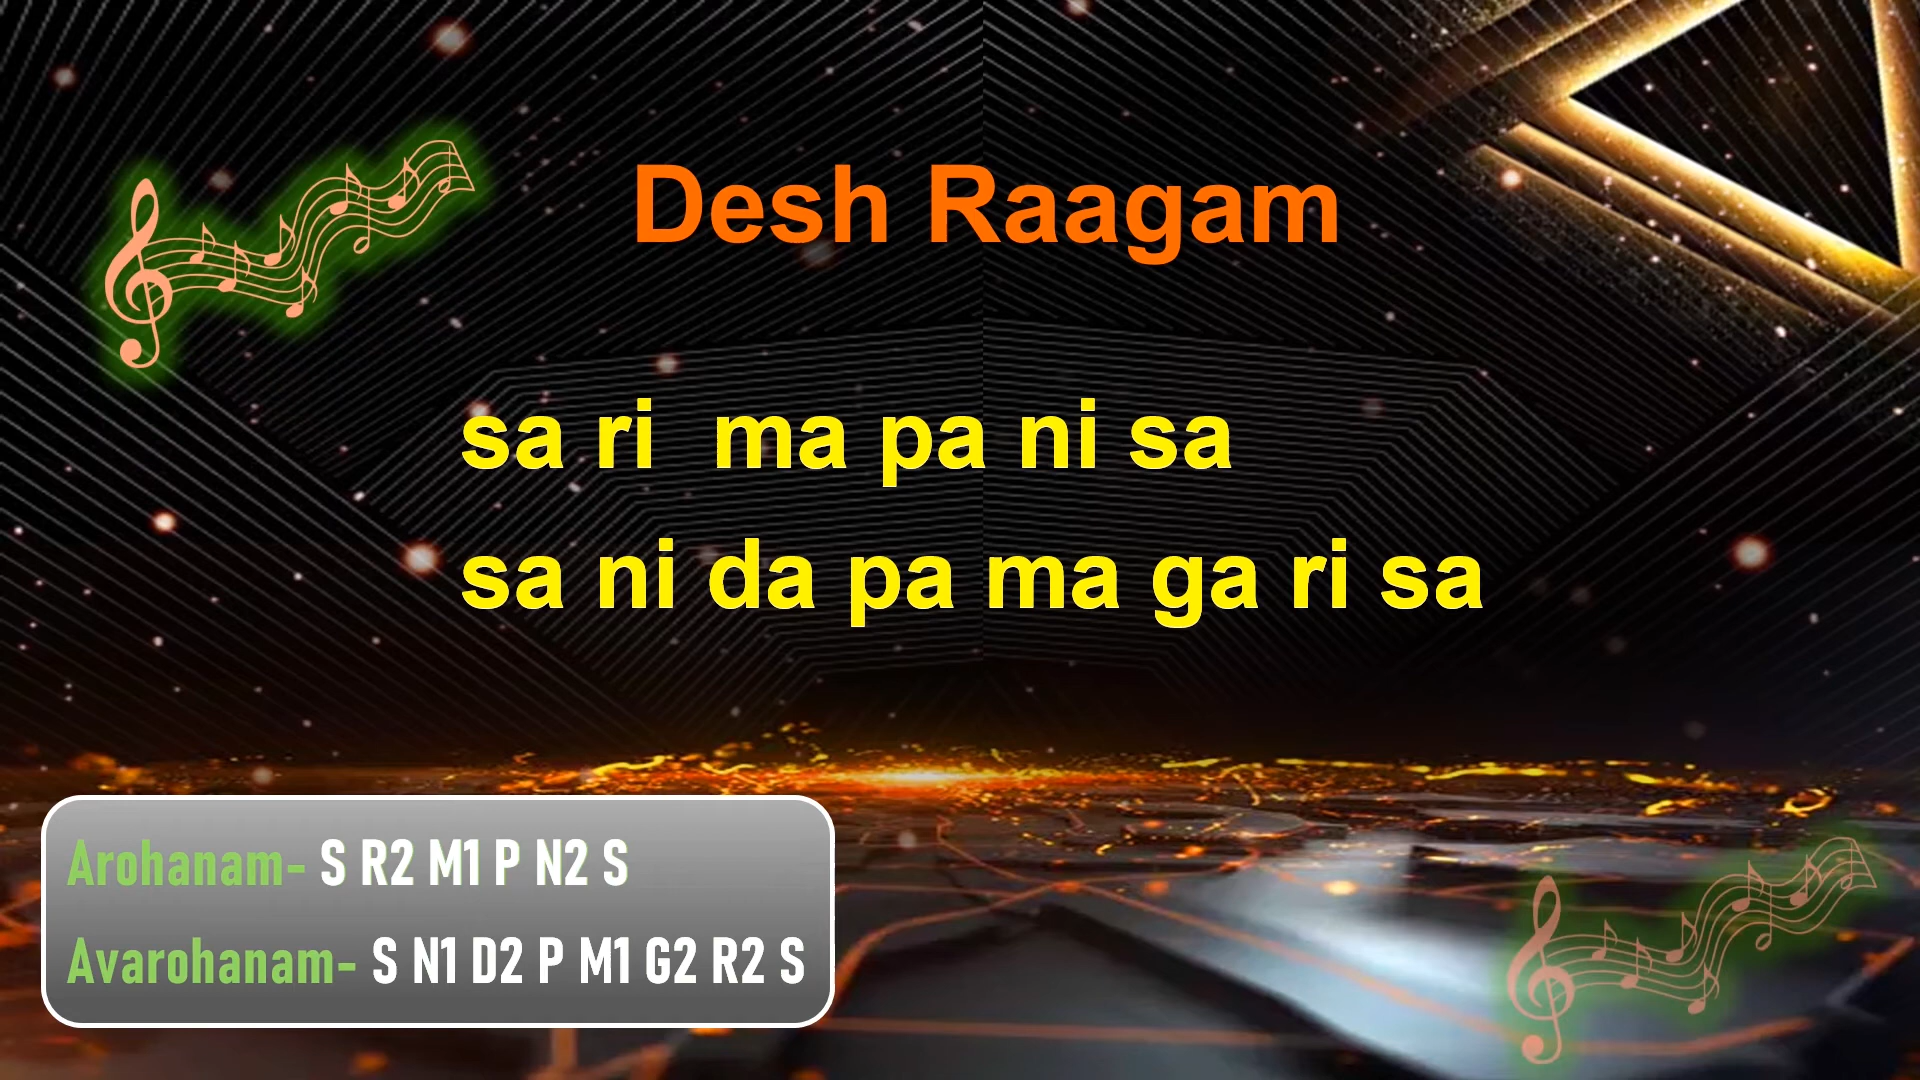 Desh Raagam
sa ri  ma pa ni sa
sa ni da pa ma ga ri sa
Arohanam- S R2 M1 P N2 S
Avarohanam- S N1 D2 P M1 G2 R2 S